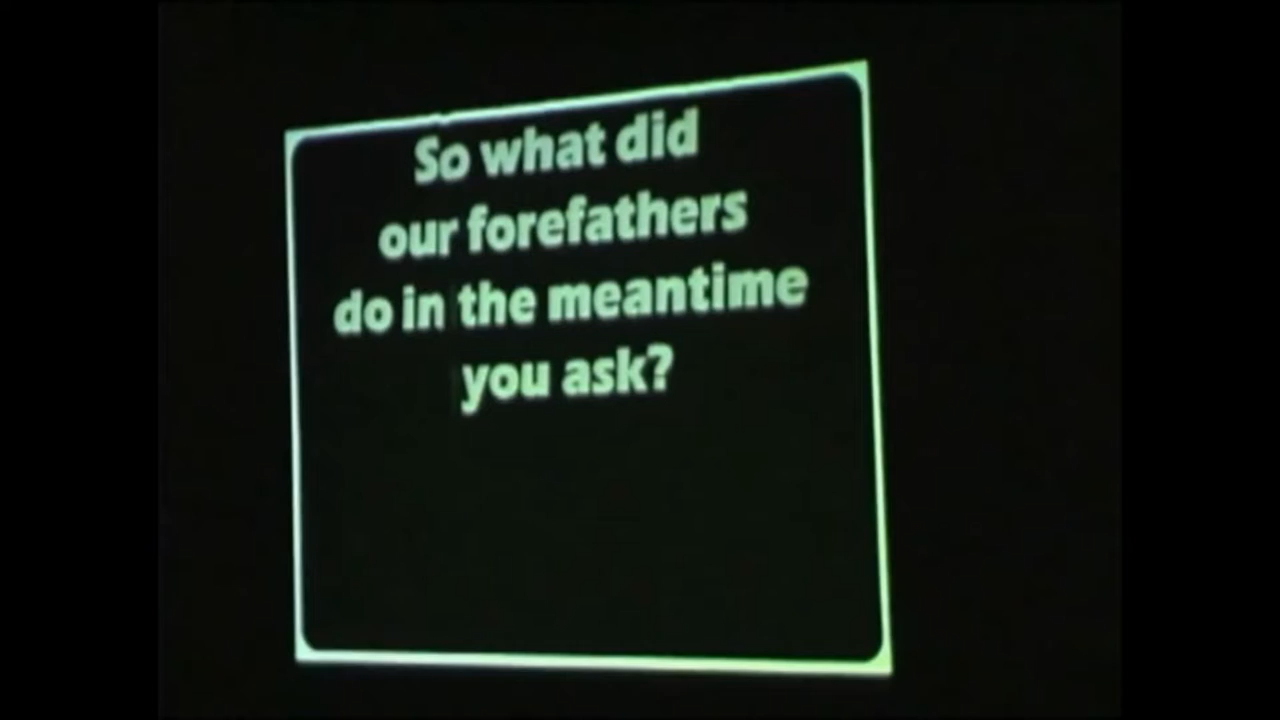 So what did
our forefathers
do in the meantime
you ask?